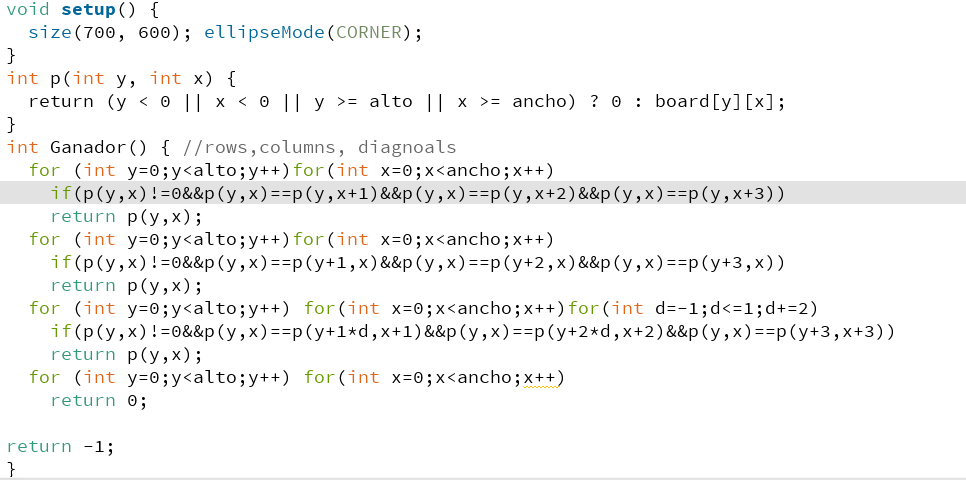 void setup() {
  size(700, 600); ellipseMode(CORNER);
}
int p(int y, int x) {
  return (y < 0 || x < 0 || y >= alto || x >= ancho) ? 0 : board[y][x];
}
int Ganador() { //rows,columns, diagnoals
  for (int y=0;y<alto;y++)for(int x=0;x<ancho;x++)
    if(p(y,x)!=0&&p(y,x)==p(y,x+1)&&p(y,x)==p(y,x+2)&&p(y,x)==p(y,x+3))
    return p(y,x);
  for (int y=0;y<alto;y++)for(int x=0;x<ancho;x++)
    if(p(y,x)!=0&&p(y,x)==p(y+1,x)&&p(y,x)==p(y+2,x)&&p(y,x)==p(y+3,x))
    return p(y,x);
  for (int y=0;y<alto;y++) for(int x=0;x<ancho;x++)for(int d=-1;d<=1;d+=2)
    if(p(y,x)!=0&&p(y,x)==p(y+1*d,x+1)&&p(y,x)==p(y+2*d,x+2)&&p(y,x)==p(y+3,x+3))
    return p(y,x);
  for (int y=0;y<alto;y++) for(int x=0;x<ancho;x++)
    return 0;

return -1;
}